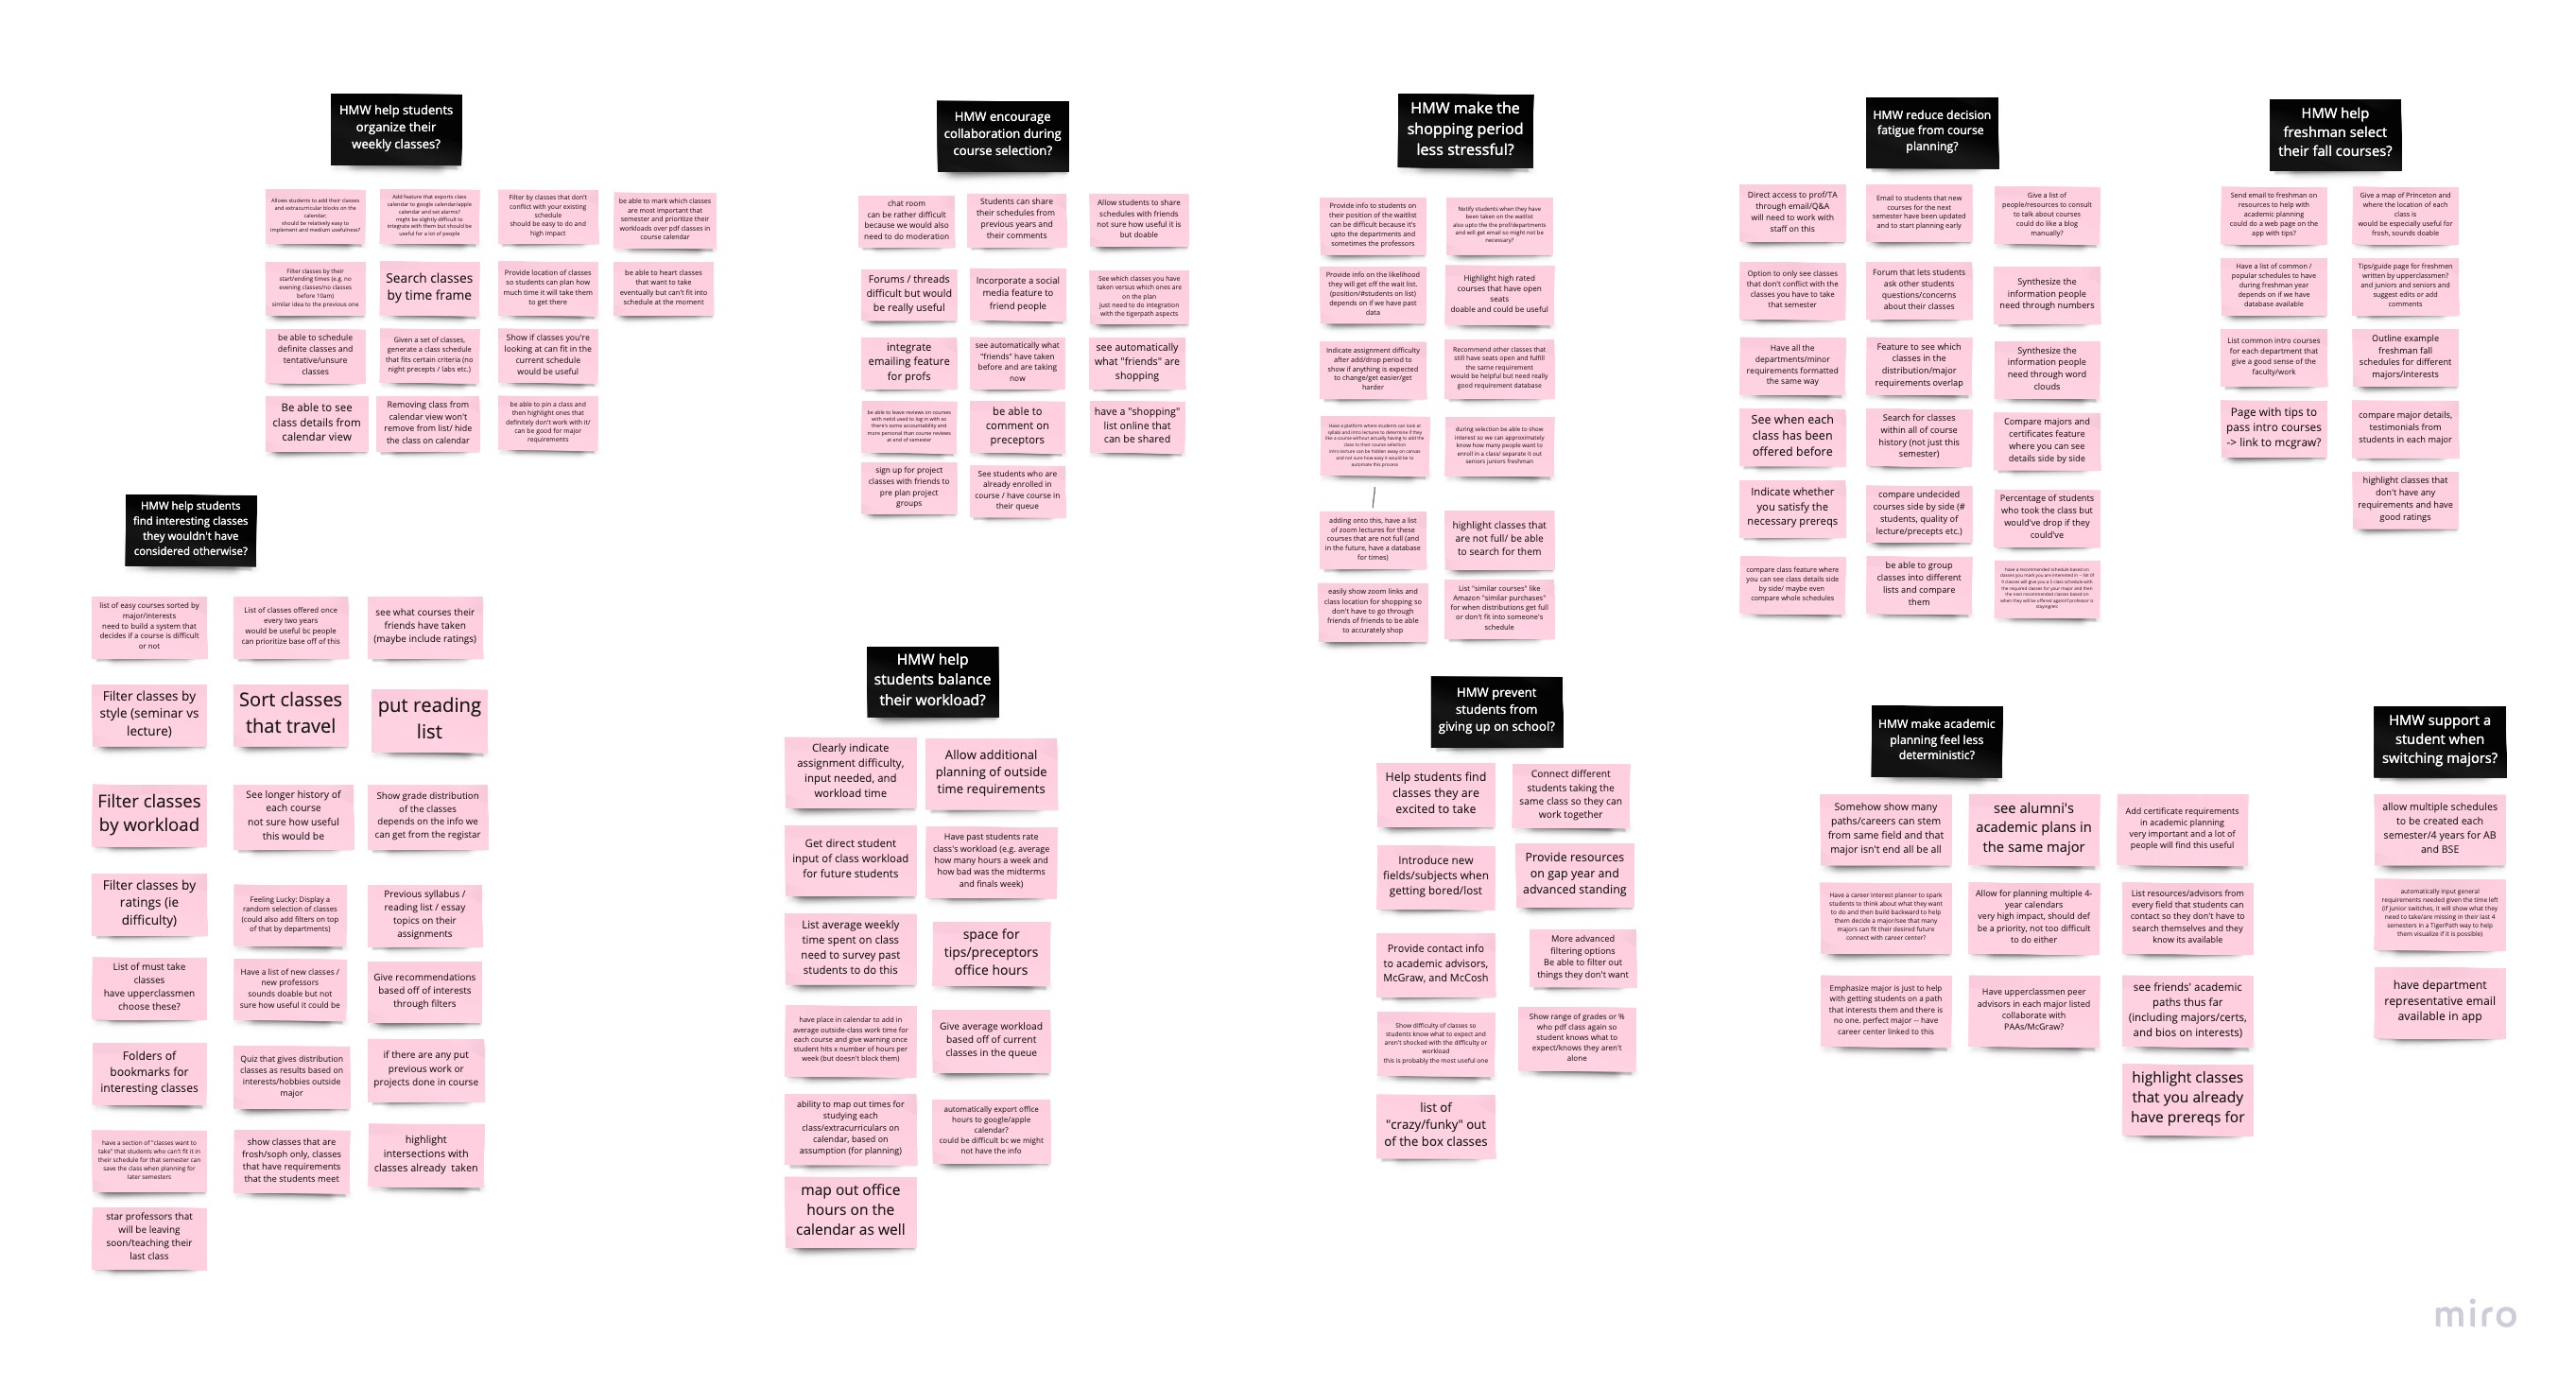 HMW help students
organize their
weekly classes?
Allows students to add their classes
and extracurricular blocks on the
calendar;
should be relatively easy to
implement and medium usefulness?
Add feature that exports class
calendar to google calendar/apple
calendar and set alarms?
might be slightly difficult to
integrate with them but should be
useful for a lot of people
Filter by classes that don't
conflict with your existing
schedule
should be easy to do and
high impact
be able to mark which classes
are most important that
semester and prioritize their
workloads over pdf classes in
course calendar
Filter classes by their
start/ending times (e.g. no
evening classes/no classes
before 10am)
similar idea to the previous one
Search classes
by time frame
Provide location of classes
so students can plan how
much time it will take them
to get there
be able to heart classes
that want to take
eventually but can't fit into
schedule at the moment
be able to schedule
definite classes and
tentative/unsure
classes
Given a set of classes,
generate a class schedule
that fits certain criteria (no
night precepts / labs etc.)
Show if classes you're
looking at can fit in the
current schedule
would be useful
Be able to see
class details from
calendar view
Removing class from
calendar view won't
remove from list/ hide
the class on calendar
be able to pin a class and
then highlight ones that
definitely don't work with it/
can be good for major
requirements
HMW encourage
collaboration during
course selection?
chat room
can be rather difficult
because we would also
need to do moderation
Students can share
their schedules from
previous years and
their comments
Allow students to share
schedules with friends
not sure how useful it is
but doable
Forums / threads
difficult but would
be really useful
Incorporate a social
media feature to
friend people
See which classes you have
taken versus which ones are
on the plan
just need to do integration
with the tigerpath aspects
integrate
emailing feature
for profs
see automatically what
"friends" have taken
before and are taking
now
see automatically
what "friends" are
shopping
be able to leave reviews on courses
with netid used to log in with so
there's some accountability and
more personal than course reviews
at end of semester
be able to
comment on
preceptors
have a "shopping"
list online that
can be shared
sign up for project
classes with friends to
pre plan project
groups
See students who are
already enrolled in
course / have course in
their queue
HMW make the
shopping period
less stressful?
Provide info to students on
their position of the waitlist
can be difficult because it's
upto the departments and
sometimes the professors
Notify students when they have
been taken on the waitlist
also upto the the prof/departments
and will get email so might not be
necessary?
Provide info on the likelihood
they will get off the wait list.
(position/#students on list)
depends on if we have past
data
Highlight high rated
courses that have open
seats
doable and could be useful
Indicate assignment difficulty
after add/drop period to
show if anything is expected
to change/get easier/get
harder
Recommend other classes that
still have seats open and fulfill
the same requirement
would be helpful but need really
good requirement database
Have a platform where students can look at
syllabi and intro lectures to determine if they
like a course without actually having to add the
class to their course selection
intro lecture can be hidden away on canvas
and not sure how easy it would be to
automate this process
during selection be able to show
interest so we can approximately
know how many people want to
enroll in a class/ separate it out
seniors juniors freshman
adding onto this, have a list
of zoom lectures for these
courses that are not full (and
in the future, have a database
for times)
highlight classes that
are not full/ be able
to search for them
easily show zoom links and
class location for shopping so
don't have to go through
friends of friends to be able
to accurately shop
List "similar courses" like
Amazon "similar purchases"
for when distributions get full
or don't fit into someone's
schedule
HMW reduce decision
fatigue from course
planning?
Direct access to prof/TA
through email/Q&A
will need to work with
staff on this
Email to students that new
courses for the next
semester have been updated
and to start planning early
Give a list of
people/resources to consult
to talk about courses
could do like a blog
manually?
Option to only see classes
that don't conflict with the
classes you have to take
that semester
Forum that lets students
ask other students
questions/concerns
about their classes
Synthesize the
information people
need through numbers
Have all the
departments/minor
requirements formatted
the same way
Feature to see which
classes in the
distribution/major
requirements overlap
Synthesize the
information people
need through word
clouds
See when each
class has been
offered before
Search for classes
within all of course
history (not just this
semester)
Compare majors and
certificates feature
where you can see
details side by side
Indicate whether
you satisfy the
necessary prereqs
compare undecided
courses side by side (#
students, quality of
lecture/precepts etc.)
Percentage of students
who took the class but
would've drop if they
could've
compare class feature where
you can see class details side
by side/ maybe even
compare whole schedules
be able to group
classes into different
lists and compare
them
have a recommended schedule based on
classes you mark you are interested in -- list of
the required classes for your major and then
the next recommended classes based on
HMW help
freshman select
their fall courses?
Send email to freshman on
resources to help with
academic planning
could do a web page on the
app with tips?
Give a map of Princeton and
where the location of each
class is
would be especially useful for
frosh, sounds doable
Have a list of common /
popular schedules to have
during freshman year
depends on if we have
database available
Tips/guide page for freshmen
written by upperclassmen?
and juniors and seniors and
suggest edits or add
comments
List common intro courses
for each department that
give a good sense of the
faculty/work
Outline example
freshman fall
schedules for different
majors/interests
Page with tips to
pass intro courses
-> link to mcgraw?
compare major details,
testimonials from
students in each major
highlight classes that
don't have any
requirements and have
good ratings
HMW help students
find interesting classes
they wouldn't have
considered otherwise?
list of easy courses sorted by
major/interests
need to build a system that
decides if a course is difficult
or not
List of classes offered once
every two years
would be useful bc people
can prioritize base off of this
see what courses their
friends have taken
(maybe include ratings)
Filter classes by
style (seminar vs
lecture)
Sort classes
that travel
put reading
list
Filter classes
by workload
See longer history of
each course
not sure how useful
this would be
Show grade distribution
of the classes
depends on the info we
can get from the registar
Filter classes by
ratings (ie
difficulty)
Feeling Lucky: Display a
random selection of classes
(could also add filters on top
of that by departments)
Previous syllabus /
reading list / essay
topics on their
assignments
List of must take
classes
have upperclassmen
choose these?
Have a list of new classes /
new professors
sounds doable but not
sure how useful it could be
Give recommendations
based off of interests
through filters
Folders of
bookmarks for
interesting classes
Quiz that gives distribution
classes as results based on
interests/hobbies outside
major
if there are any put
previous work or
projects done in course
have a section of "classes want to
take" that students who can't fit it in
their schedule for that semester can
save the class when planning for
later semesters
show classes that are
frosh/soph only, classes
that have requirements
that the students meet
highlight
intersections with
classes already taken
star professors that
will be leaving
soon/teaching their
last class
HMW help
students balance
their workload?
Clearly indicate
assignment difficulty,
input needed, and
workload time
Allow additional
planning of outside
time requirements
Get direct student
input of class workload
for future students
Have past students rate
class's workload (e.g. average
how many hours a week and
how bad was the midterms
and finals week)
List average weekly
time spent on class
need to survey past
students to do this
space for
tips/preceptors
office hours
have place in calendar to add in
average outside-class work time for
each course and give warning once
student hits x number of hours per
week (but doesn't block them)
Give average workload
based off of current
classes in the queue
ability to map out times for
studying each
class/extracurriculars on
calendar, based on
assumption (for planning)
automatically export office
hours to google/apple
calendar?
could be difficult bc we might
not have the info
map out office
hours on the
calendar as well
HMW prevent
students from
giving up on school?
Help students find
classes they are
excited to take
Connect different
students taking the
same class so they can
work together
Introduce new
fields/subjects when
getting bored/lost
Provide resources
on gap year and
advanced standing
Provide contact info
to academic advisors,
McGraw, and McCosh
More advanced
filtering options
Be able to filter out
things they don't want
Show difficulty of classes so
students know what to expect and
aren't shocked with the difficulty or
workload
this is probably the most useful one
Show range of grades or %
who pdf class again so
student knows what to
expect/knows they aren't
alone
list of
"crazy/funky" out
of the box classes
HMW make academic
planning feel less
deterministic?
Somehow show many
paths/careers can stem
from same field and that
major isn't end all be all
see alumni's
academic plans in
the same major
Add certificate requirements
in academic planning
very important and a lot of
people will find this useful
Have a career interest planner to spark
students to think about what they want
to do and then build backward to help
them decide a major/see that many
majors can fit their desired future
connect with career center?
Allow for planning multiple 4-
year calendars
very high impact, should def
be a priority, not too difficult
to do either
List resources/advisors from
every field that students can
contact so they don't have to
search themselves and they
know its available
Emphasize major is just to help
with getting students on a path
that interests them and there is
no one. perfect major -- have
career center linked to this
Have upperclassmen peer
advisors in each major listed
collaborate with
PAAs/McGraw?
see friends' academic
paths thus far
(including majors/certs,
and bios on interests)
highlight classes
that you already
have prereqs for
HMW support a
student when
switching majors?
allow multiple schedules
to be created each
semester/4 years for AB
and BSE
automatically input general
requirements needed given the time left
(if junior switches, it will show what they
need to take/are missing in their last 4
semesters in a TigerPath way to help
them visualize if it is possible)
have department
representative email
available in app
miro